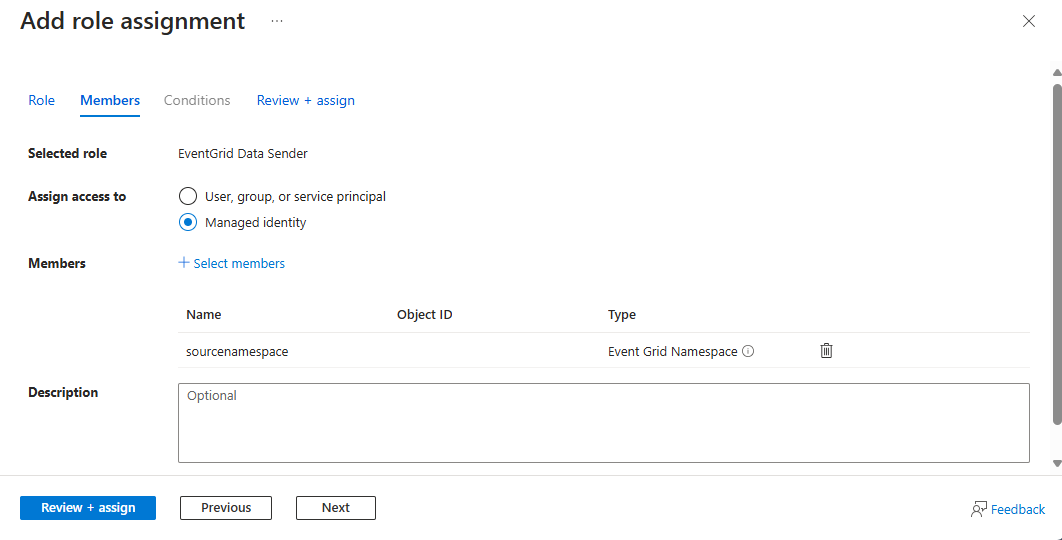 Add role assignment ...
Role Members Conditions Review + assign
Selected role EventGrid Data Sender
Assign access to User, group, or service principal
Managed identity
Members + Select members
Name Object ID Type
sourcenamespace Event Grid Namespace
Description Optional
Review + assign Previous Next Feedback